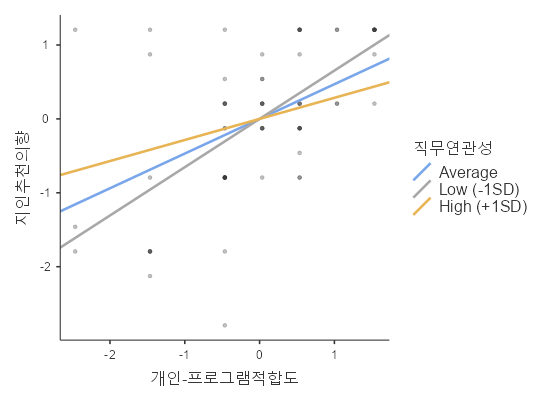 1
0
-1
-2
-2
-1
0
1
지인추천의향
개인-프로그램적합도
직무연관성
Average
Low (-1SD)
High (+1SD)